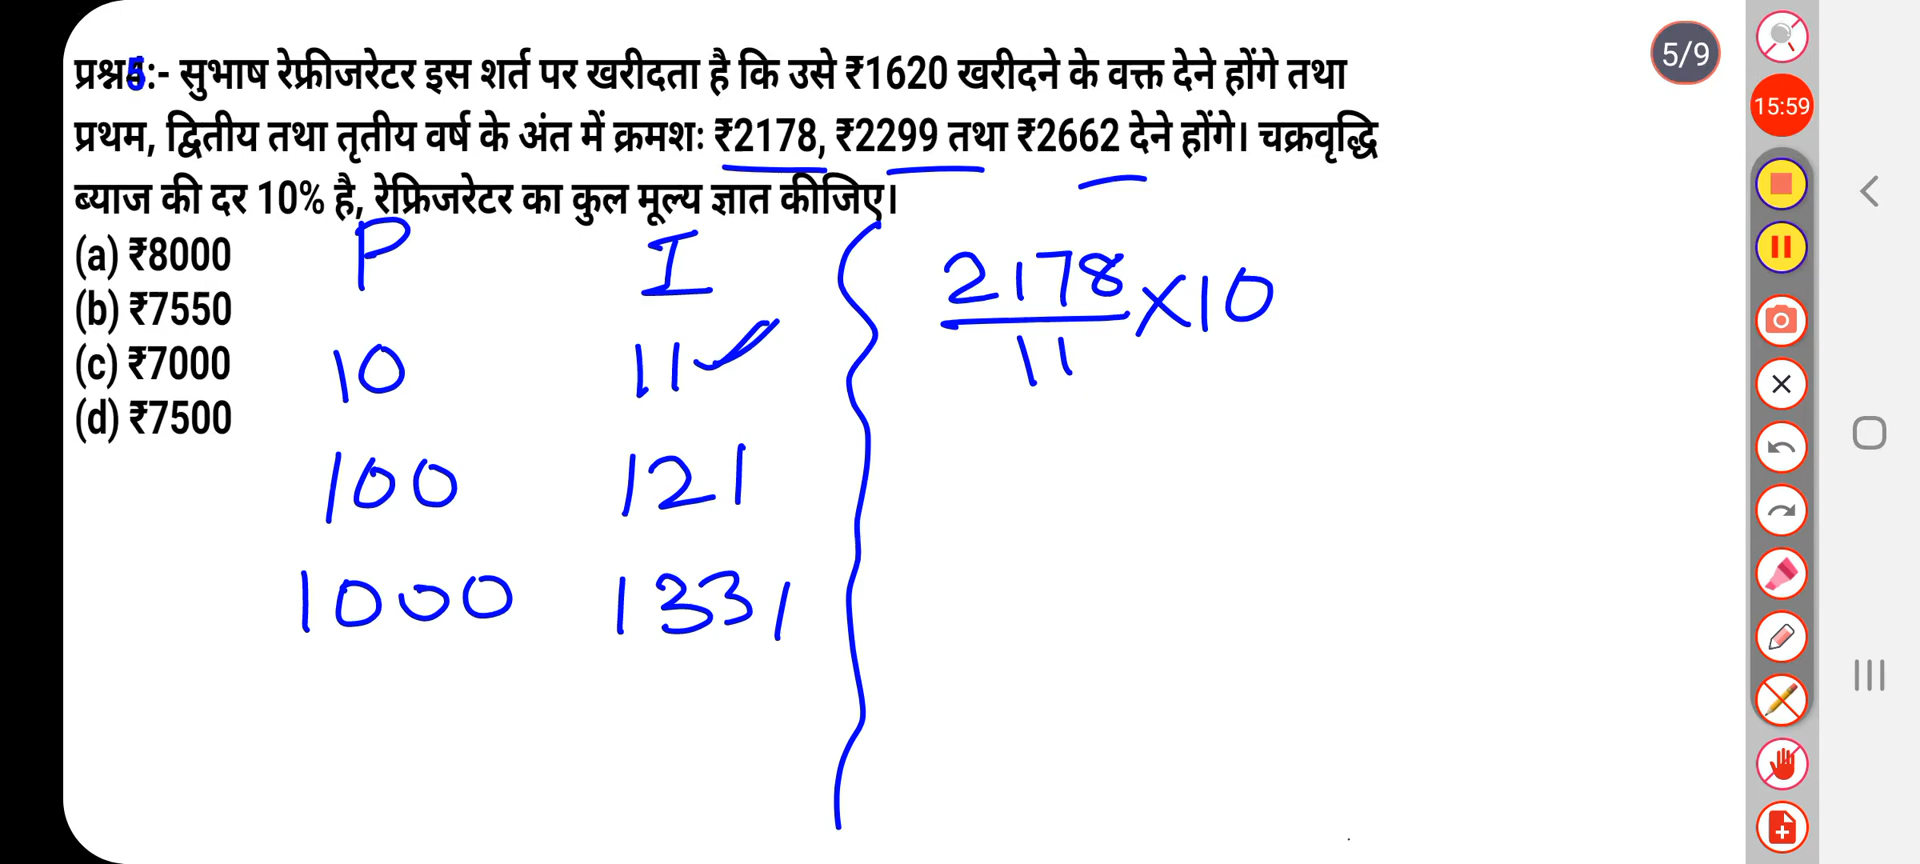 प्रश्न5:- सुभाष रेफ्रीजरेटर इस शर्त पर खरीदता है कि उसे ₹1620 खरीदने के वक्त देने होंगे तथा
प्रथम, द्वितीय तथा तृतीय वर्ष के अंत में क्रमशः ₹2178, ₹2299 तथा ₹2662 देने होंगे। चक्रवृद्धि
ब्याज की दर 10% है, रेफ्रिजरेटर का कुल मूल्य ज्ञात कीजिए।
(a) ₹8000
(b) ₹7550
(c) ₹7000
(d) ₹7500
P I
10 11
100 121
1000 1331
2178 × 10
11
5/9
15:59